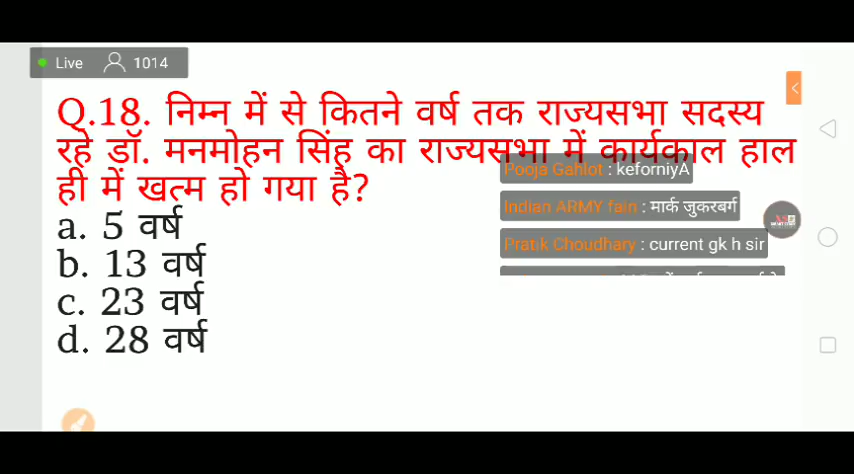 Live 1014
Q.18. निम्न में से कितने वर्ष तक राज्यसभा सदस्य
रहे डॉ. मनमोहन सिंह का राज्यसभा में कार्यकाल हाल
ही में खत्म हो गया है?
a. 5 वर्ष
b. 13 वर्ष
c. 23 वर्ष
d. 28 वर्ष
Pooja Gahlot : keforniyA
Indian ARMY fain : मार्क जुकरबर्ग
Pratik Choudhary : current gk h sir